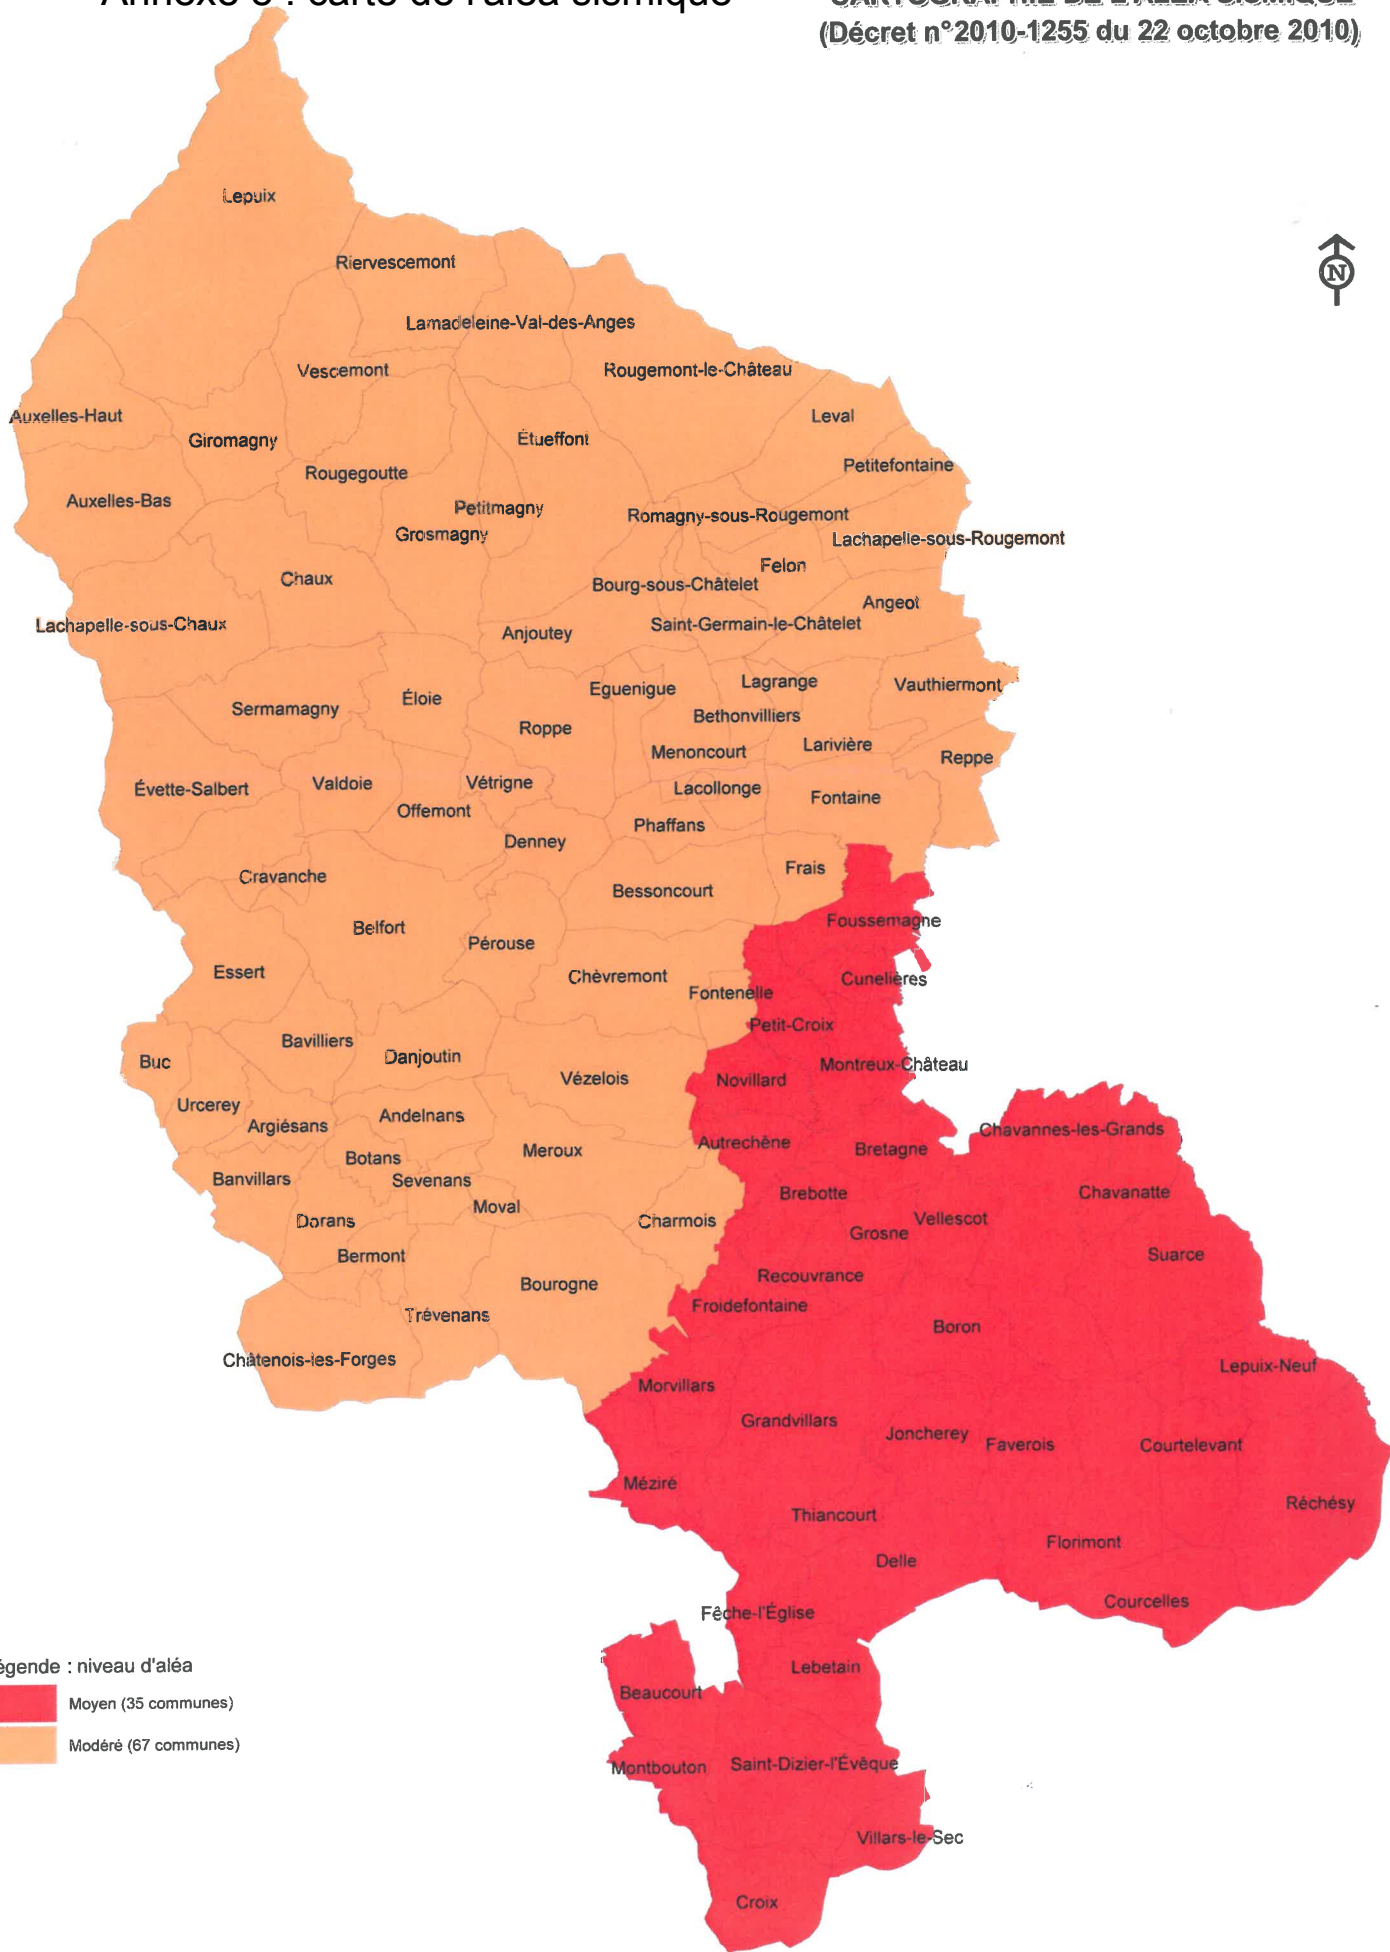 carte de l'aléa sismique
(Décret n°2010-1255 du 22 octobre 2010)
Lepuix
N
Riervescemont
Lamadeleine-Val-des-Anges
Vescemont
Rougemont-le-Château
Auxelles-Haut
Leval
Giromagny
Étueffont
Rougegoutte
Petitefontaine
Auxelles-Bas
Petitmagny
Romagny-sous-Rougemont
Grosmagny
Lachapelle-sous-Rougemont
Felon
Chaux
Bourg-sous-Châtelet
Angeot
Lachapelle-sous-Chaux
Saint-Germain-le-Châtelet
Anjoutey
Lagrange
Vauthiermont
Eguenigue
Éloie
Sermamagny
Bethonvilliers
Roppe
Larivière
Menoncourt
Reppe
Évette-Salbert
Valdoie
Vétrigne
Lacollonge
Fontaine
Offemont
Phaffans
Denney
Frais
Cravanche
Bessoncourt
Foussemagne
Belfort
Pérouse
Essert
Chèvremont
Cunelières
Fontenelle
Petit-Croix
Bavilliers
Danjoutin
Buc
Montreux-Château
Vézelois
Novillard
Urcerey
Andelnans
Argiésans
Chavannes-les-Grands
Autrechêne
Bretagne
Meroux
Botans
Banvillars
Sevenans
Brebotte
Chavanatte
Moval
Dorans
Charmois
Vellescot
Grosne
Bermont
Suarce
Recouvrance
Bourogne
Froidefontaine
Trévenans
Boron
Châtenois-les-Forges
Lepuix-Neuf
Morvillars
Grandvillars
Joncherey
Faverois
Courtelevant
Méziré
Réchésy
Thiancourt
Florimont
Delle
Courcelles
Fêche-l'Église
égende : niveau d'aléa
Lebetain
Beaucourt
Moyen (35 communes)
Modéré (67 communes)
Montbouton
Saint-Dizier-l'Évêque
Villars-le-Sec
Croix